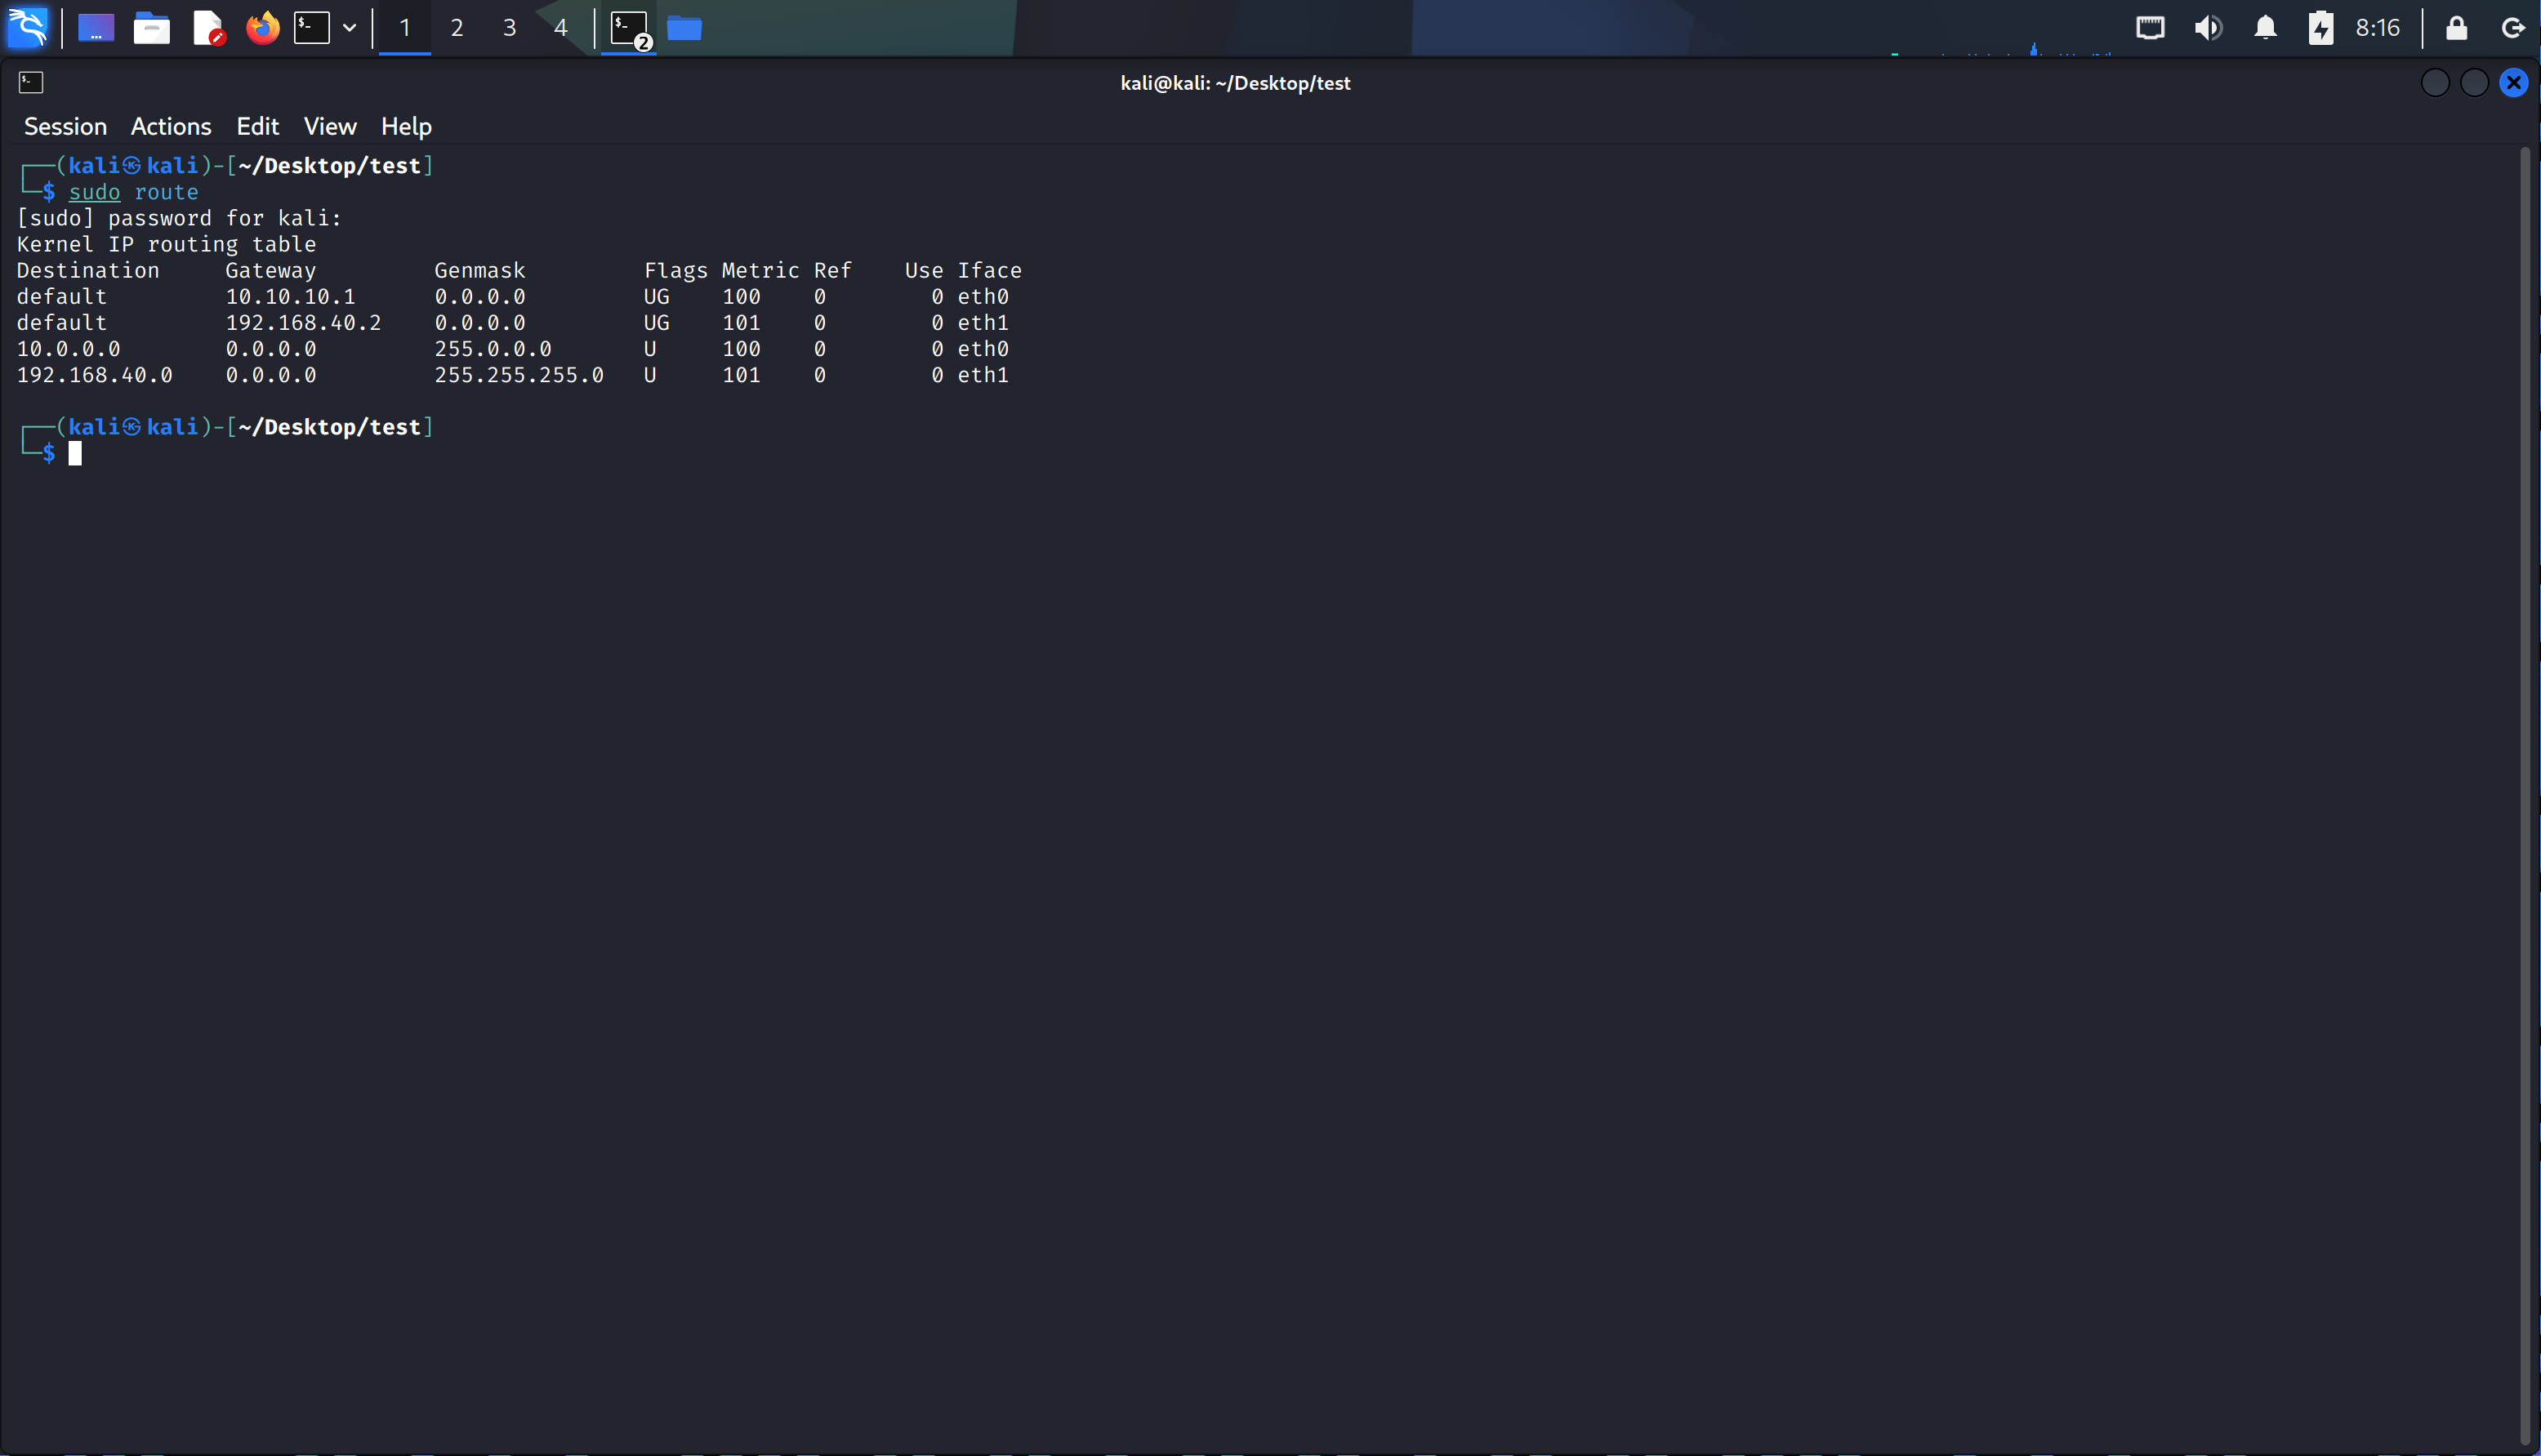 1 2 3 4 2 8:16
kali@kali: ~/Desktop/test
Session Actions Edit View Help
┌──(kali㉿kali)-[~/Desktop/test]
└─$ sudo route
[sudo] password for kali:
Kernel IP routing table
Destination     Gateway         Genmask         Flags Metric Ref    Use Iface
default         10.10.10.1      0.0.0.0         UG    100    0        0 eth0
default         192.168.40.2    0.0.0.0         UG    101    0        0 eth1
10.0.0.0        0.0.0.0         255.0.0.0       U     100    0        0 eth0
192.168.40.0    0.0.0.0         255.255.255.0   U     101    0        0 eth1
┌──(kali㉿kali)-[~/Desktop/test]
└─$